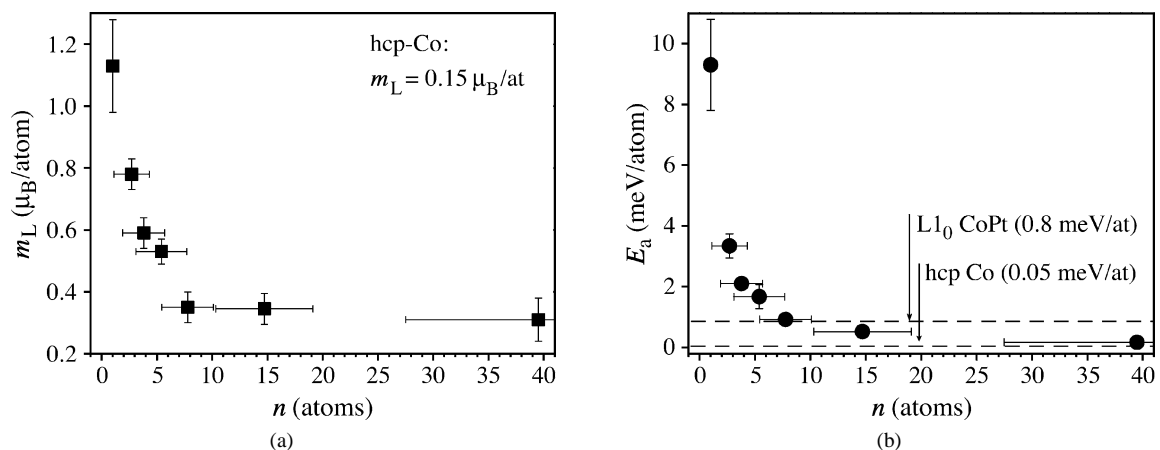 1.2
1.0
0.8
0.6
0.4
0.2
m_L (μ_B/atom)
hcp-Co:
m_L = 0.15 μ_B/at
0 5 10 15 20 25 30 35 40
n (atoms)
(a)
10
8
6
4
2
0
E_a (meV/atom)
L1_0 CoPt (0.8 meV/at)
hcp Co (0.05 meV/at)
0 5 10 15 20 25 30 35 40
n (atoms)
(b)